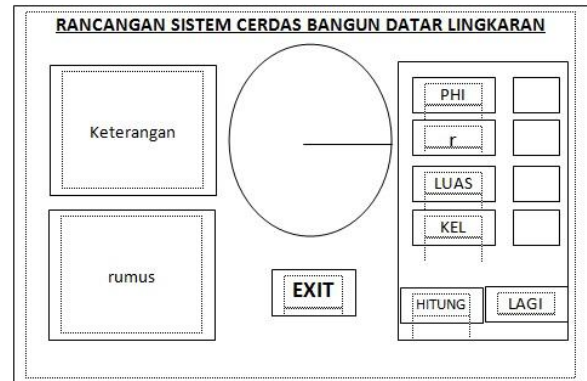 RANCANGAN SISTEM CERDAS BANGUN DATAR LINGKARAN
Keterangan
rumus
EXIT
PHI
r
LUAS
KEL
HITUNG
LAGI